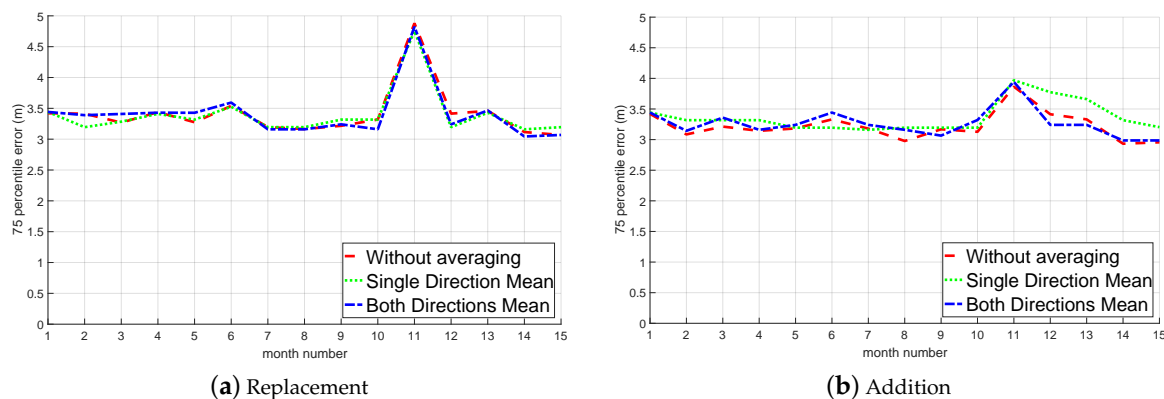 5
4.5
4
3.5
3
2.5
2
1.5
1
0.5
0
75 percentile error (m)
Without averaging
Single Direction Mean
Both Directions Mean
1 2 3 4 5 6 7 8 9 10 11 12 13 14 15
month number
(a) Replacement
5
4.5
4
3.5
3
2.5
2
1.5
1
0.5
0
75 percentile error (m)
Without averaging
Single Direction Mean
Both Directions Mean
1 2 3 4 5 6 7 8 9 10 11 12 13 14 15
month number
(b) Addition